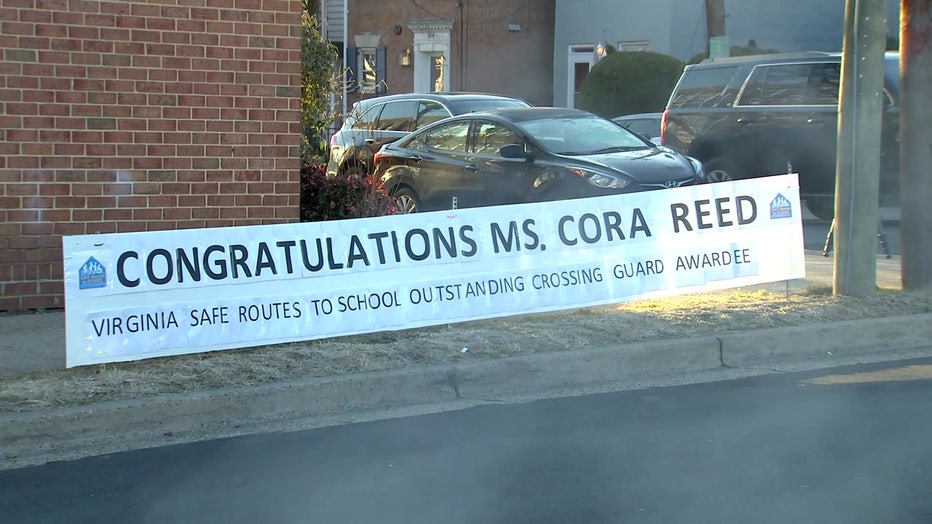 CONGRATULATIONS MS. CORA REED
VIRGINIA SAFE ROUTES TO SCHOOL OUTSTANDING CROSSING GUARD AWARDEE